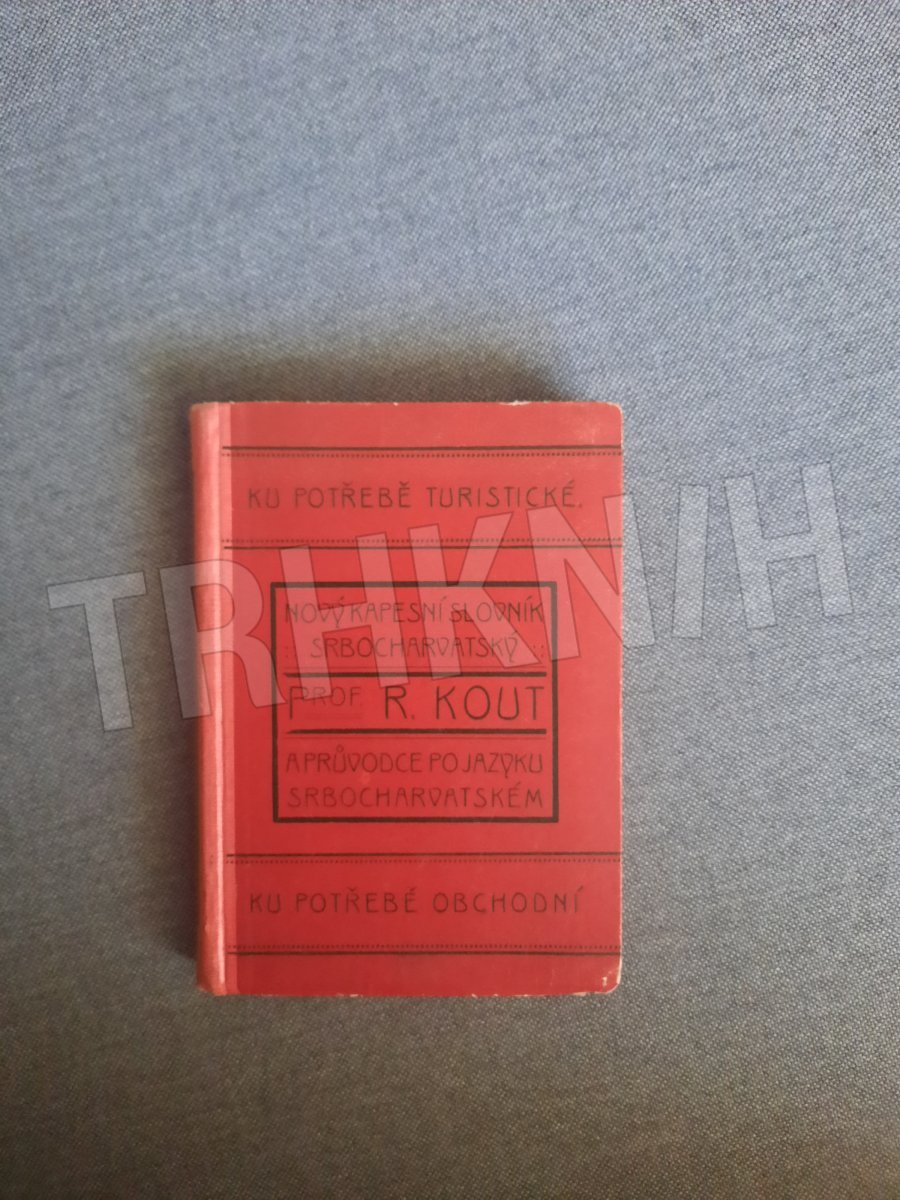 KU POTŘEBĚ TURISTICKÉ.
NOVÝ KAPESNÍ SLOVNÍK
:: SRBOCHARVATSKÝ ::
PROF. R. KOUT
A PRŮVODCE PO JAZYKU
SRBOCHARVATSKÉM
KU POTŘEBĚ OBCHODNÍ
TRHKNIH